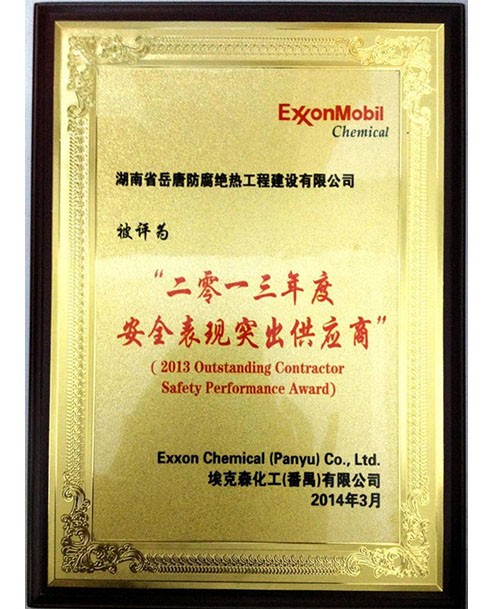 ExxonMobil
Chemical
湖南省岳唐防腐绝热工程建设有限公司
被评为
“二零一三年度
安全表现突出供应商”
( 2013 Outstanding Contractor
Safety Performance Award)
Exxon Chemical (Panyu) Co., Ltd.
埃克森化工(番禺)有限公司
2014年3月